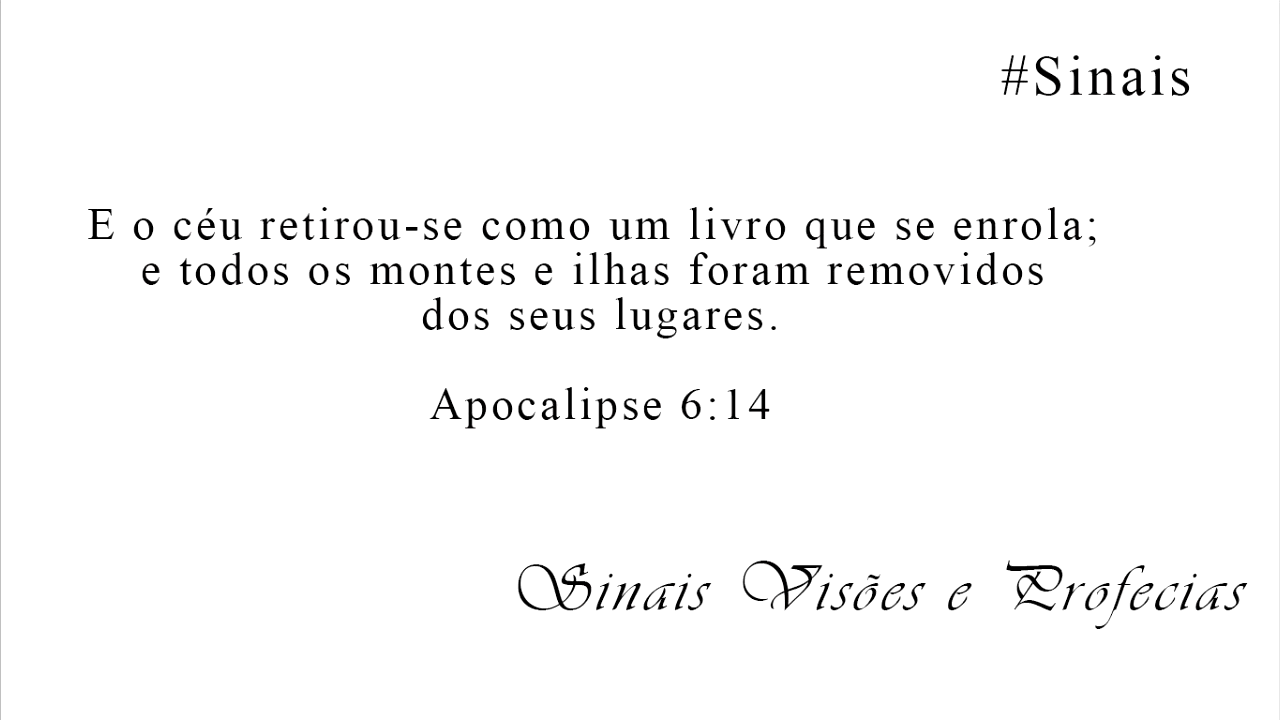 #Sinais
E o céu retirou-se como um livro que se enrola;
e todos os montes e ilhas foram removidos
dos seus lugares.
Apocalipse 6:14
Sinais Visões e Profecias